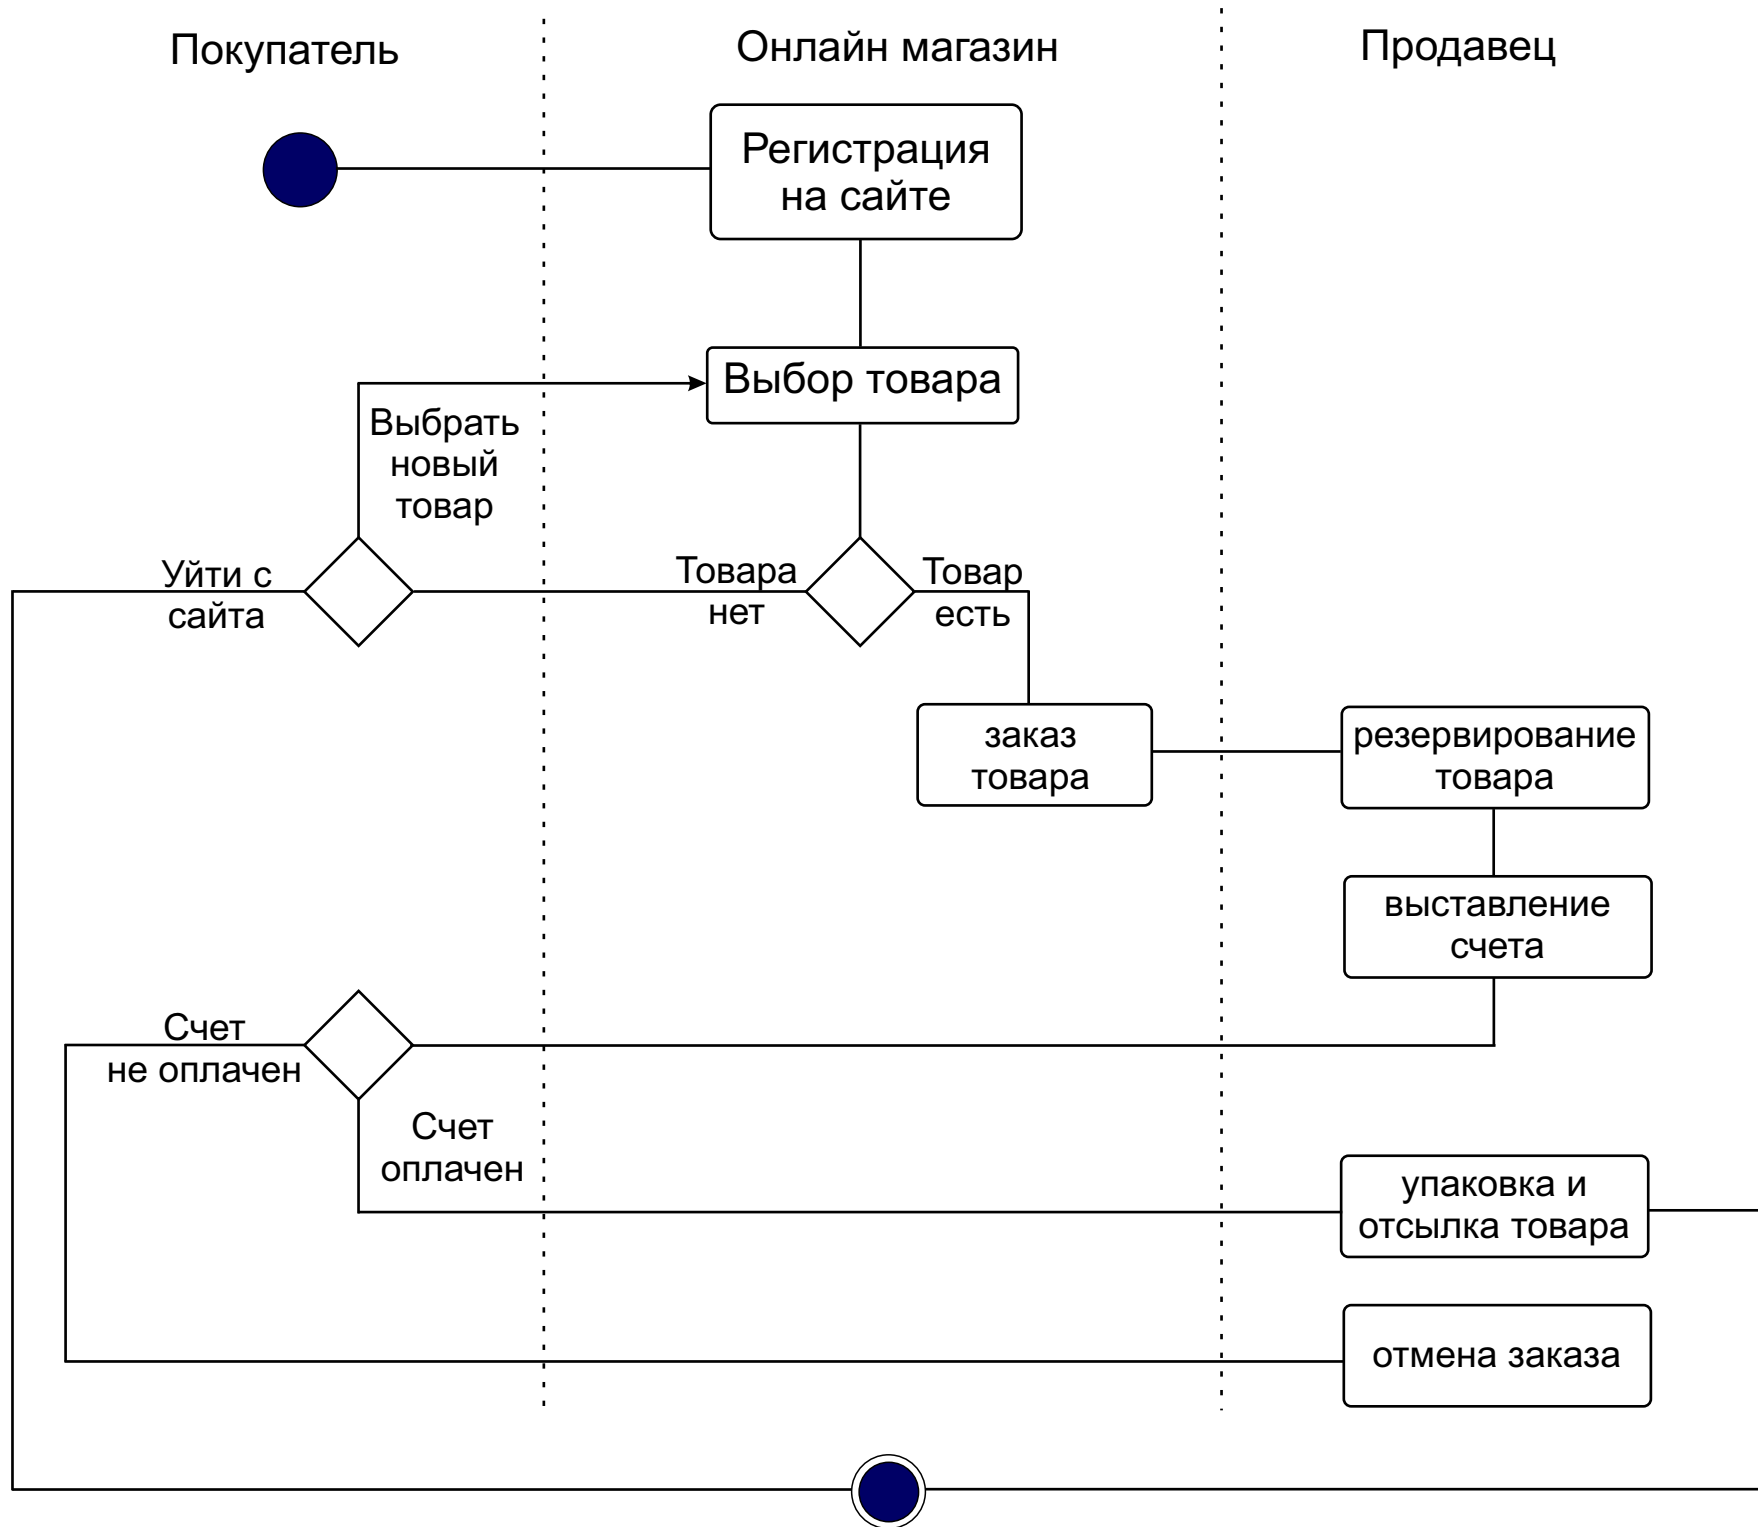 Покупатель
Онлайн магазин
Продавец
Регистрация
на сайте
Выбор товара
Выбрать
новый
товар
Уйти с
сайта
Товара
нет
Товар
есть
заказ
товара
резервирование
товара
выставление
счета
Счет
не оплачен
Счет
оплачен
упаковка и
отсылка товара
отмена заказа